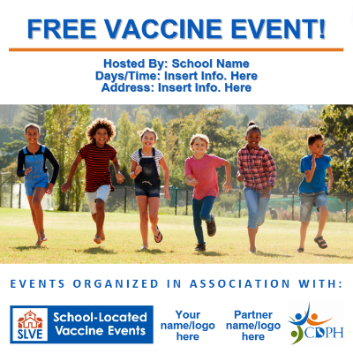 FREE VACCINE EVENT!
Hosted By: School Name
Days/Time: Insert Info. Here
Address: Insert Info. Here
EVENTS ORGANIZED IN ASSOCIATION WITH:
SLVE
School-Located
Vaccine Events
Your
name/logo
here
Partner
name/logo
here
CDPH